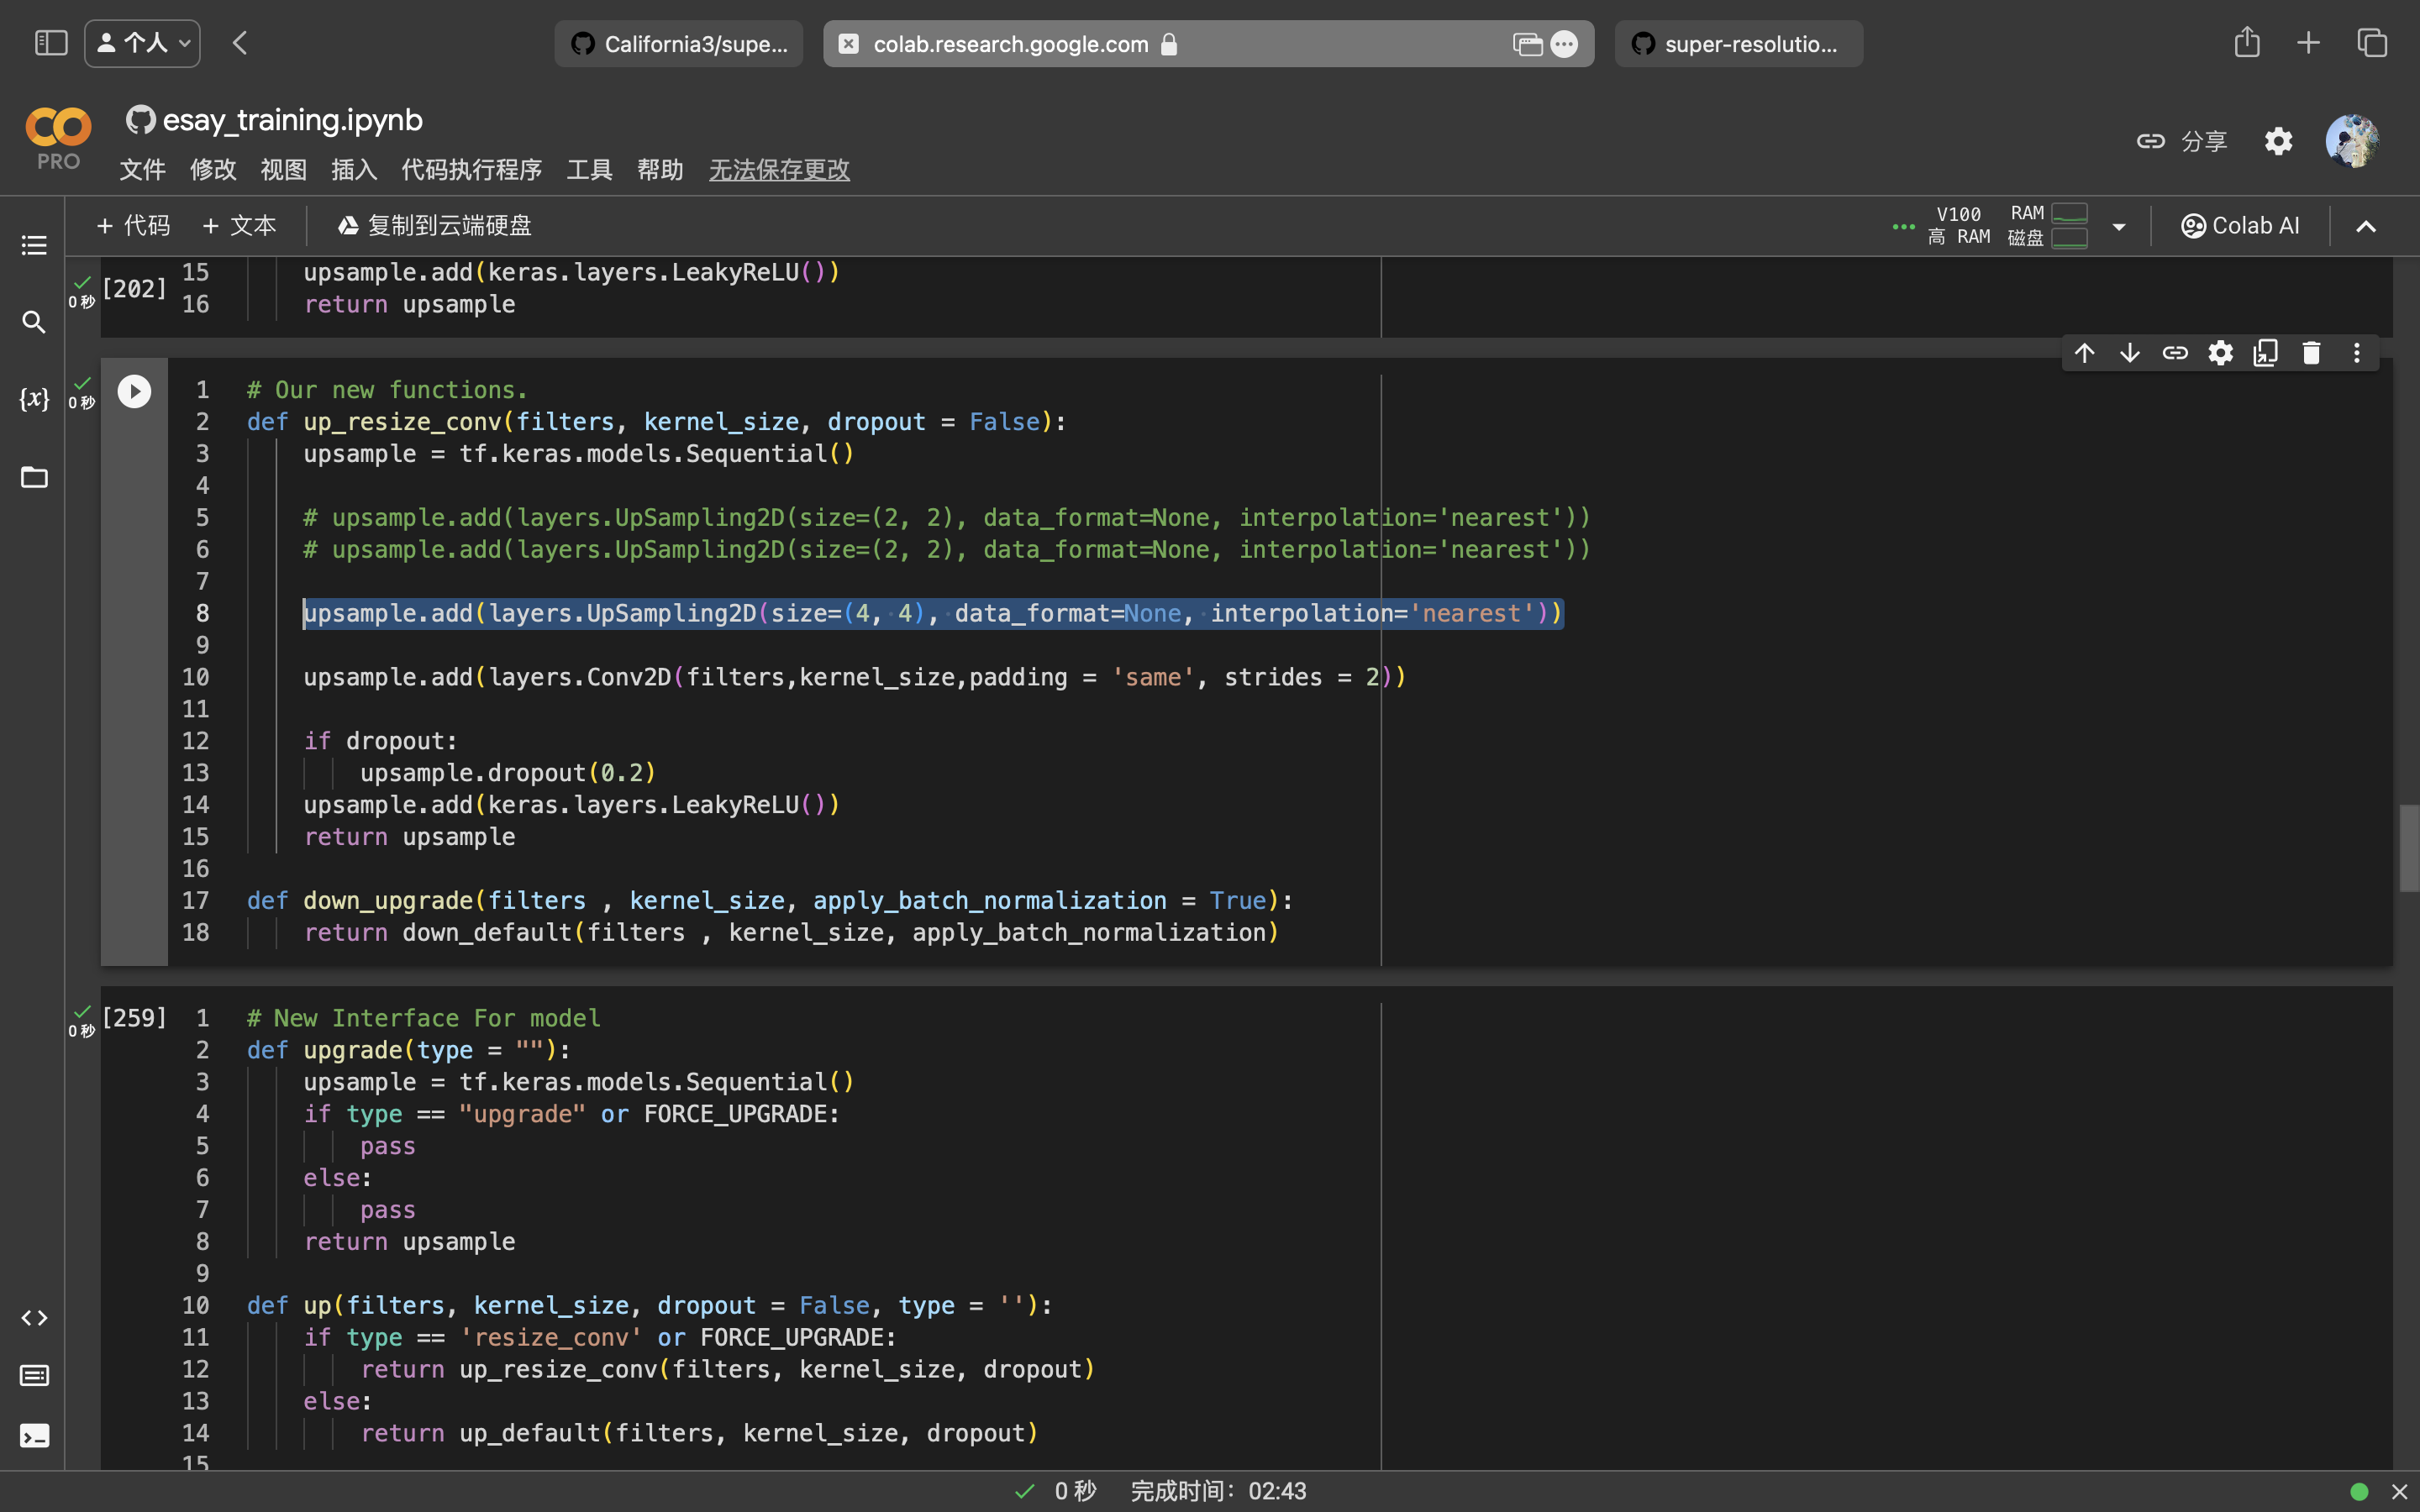 个人
California3/supe...
colab.research.google.com
super-resolutio...
PRO
esay_training.ipynb
分享
文件 修改 视图 插入 代码执行程序 工具 帮助 无法保存更改
+ 代码 + 文本 复制到云端硬盘
V100 RAM
高 RAM 磁盘
Colab AI
[202]
0 秒
15 upsample.add(keras.layers.LeakyReLU())
16 return upsample
0 秒
1 # Our new functions.
2 def up_resize_conv(filters, kernel_size, dropout = False):
3 upsample = tf.keras.models.Sequential()
4
5 # upsample.add(layers.UpSampling2D(size=(2, 2), data_format=None, interpolation='nearest'))
6 # upsample.add(layers.UpSampling2D(size=(2, 2), data_format=None, interpolation='nearest'))
7
8 upsample.add(layers.UpSampling2D(size=(4, 4), data_format=None, interpolation='nearest'))
9
10 upsample.add(layers.Conv2D(filters,kernel_size,padding = 'same', strides = 2))
11
12 if dropout:
13 upsample.dropout(0.2)
14 upsample.add(keras.layers.LeakyReLU())
15 return upsample
16
17 def down_upgrade(filters , kernel_size, apply_batch_normalization = True):
18 return down_default(filters , kernel_size, apply_batch_normalization)
[259]
0 秒
1 # New Interface For model
2 def upgrade(type = ""):
3 upsample = tf.keras.models.Sequential()
4 if type == "upgrade" or FORCE_UPGRADE:
5 pass
6 else:
7 pass
8 return upsample
9
10 def up(filters, kernel_size, dropout = False, type = ''):
11 if type == 'resize_conv' or FORCE_UPGRADE:
12 return up_resize_conv(filters, kernel_size, dropout)
13 else:
14 return up_default(filters, kernel_size, dropout)
15
0 秒 完成时间：02:43